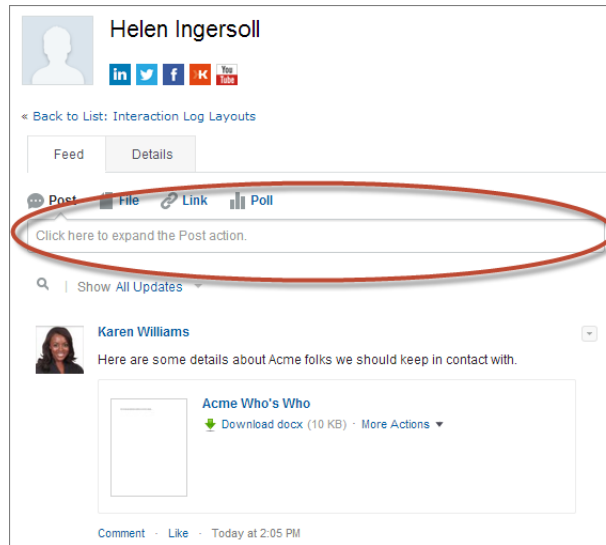 Helen Ingersoll
in f K You Tube
« Back to List: Interaction Log Layouts
Feed Details
Post File Link Poll
Click here to expand the Post action.
| Show All Updates
Karen Williams
Here are some details about Acme folks we should keep in contact with.
Acme Who's Who
Download docx (10 KB) · More Actions
Comment · Like · Today at 2:05 PM